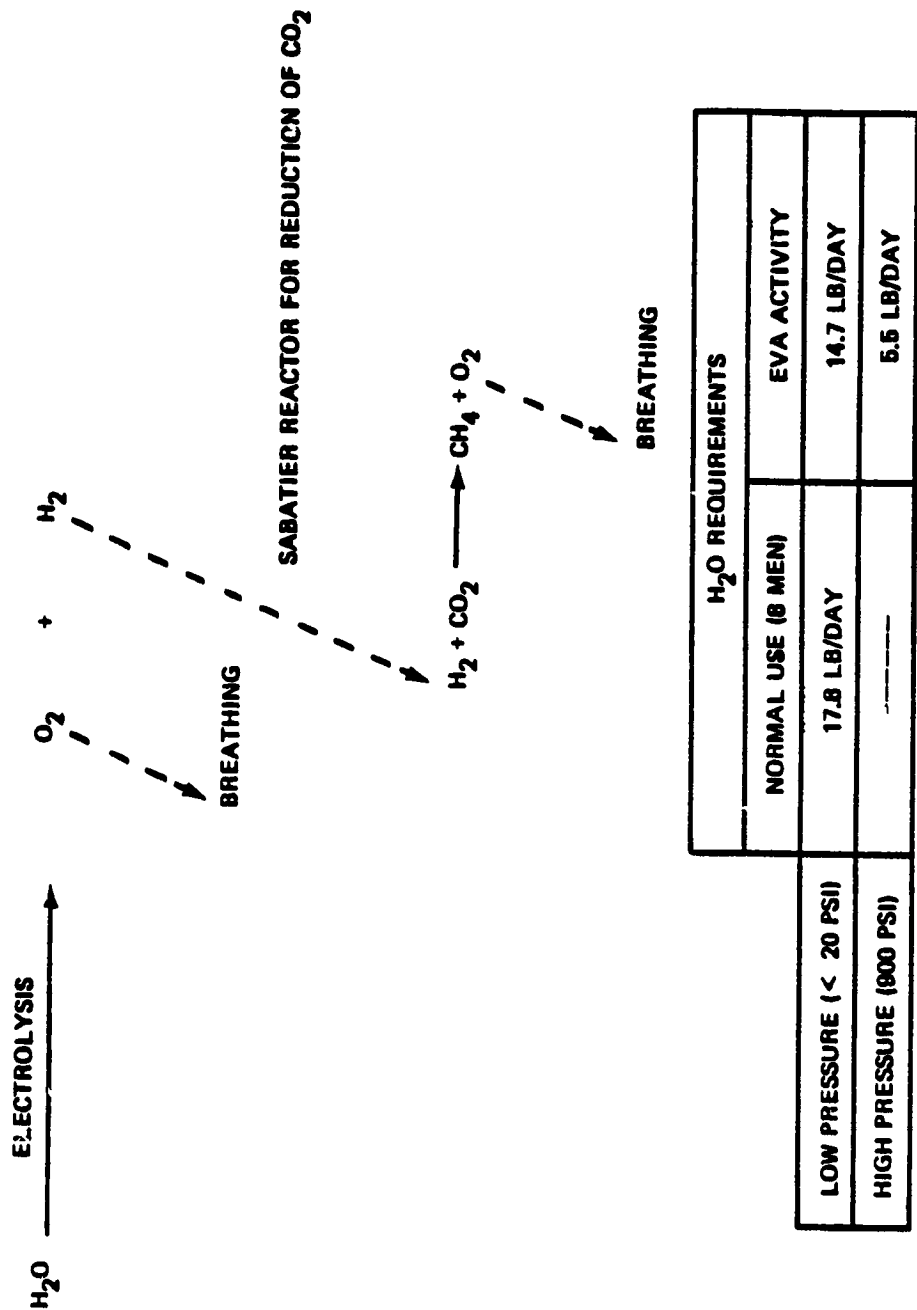 ELECTROLYSIS
H₂O ⟶ O₂ + H₂
BREATHING
SABATIER REACTOR FOR REDUCTION OF CO₂
H₂ + CO₂ ⟶ CH₄ + O₂
BREATHING
H₂O REQUIREMENTS
NORMAL USE (8 MEN) EVA ACTIVITY
LOW PRESSURE (< 20 PSI) 17.8 LB/DAY 14.7 LB/DAY
HIGH PRESSURE (900 PSI) —— 5.5 LB/DAY